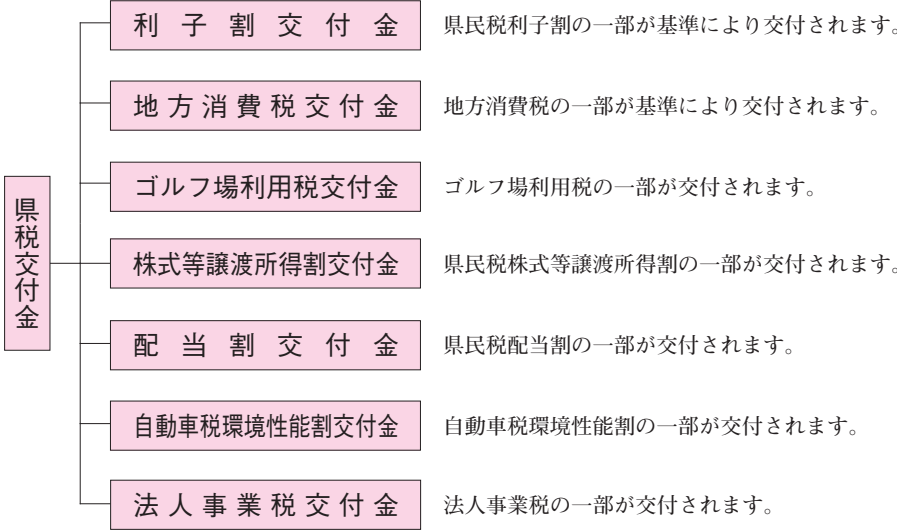 県税交付金
利子割交付金
県民税利子割の一部が基準により交付されます。
地方消費税交付金
地方消費税の一部が基準により交付されます。
ゴルフ場利用税交付金
ゴルフ場利用税の一部が交付されます。
株式等譲渡所得割交付金
県民税株式等譲渡所得割の一部が交付されます。
配当割交付金
県民税配当割の一部が交付されます。
自動車税環境性能割交付金
自動車税環境性能割の一部が交付されます。
法人事業税交付金
法人事業税の一部が交付されます。